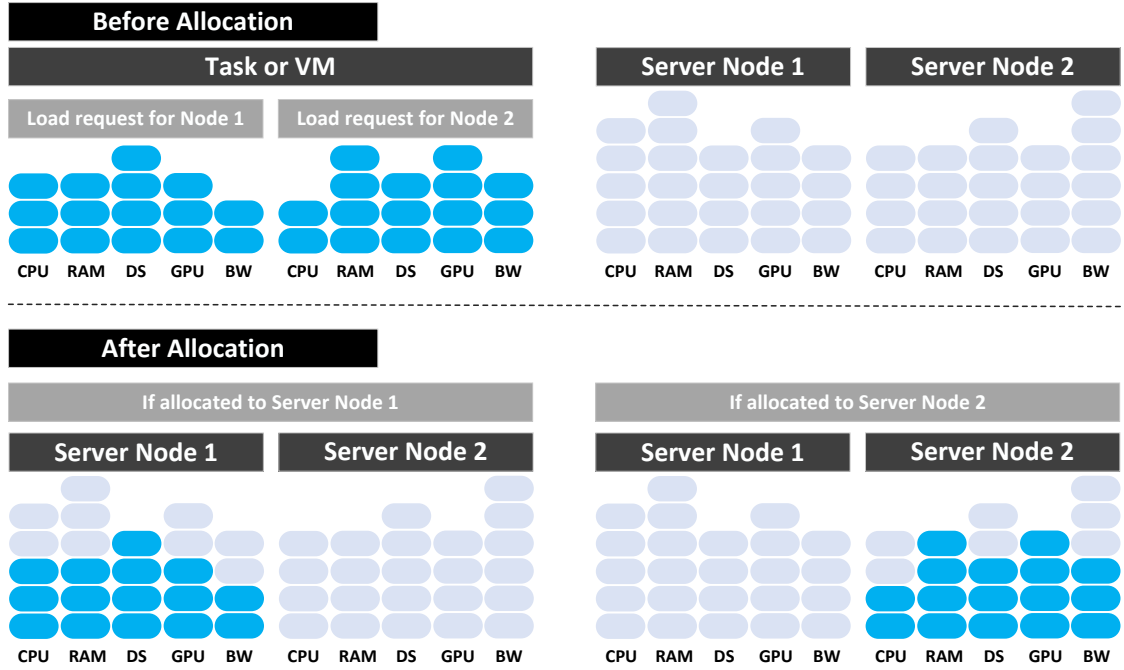 Before Allocation
Task or VM
Server Node 1
Server Node 2
Load request for Node 1
Load request for Node 2
CPU RAM DS GPU BW
CPU RAM DS GPU BW
CPU RAM DS GPU BW
CPU RAM DS GPU BW
After Allocation
If allocated to Server Node 1
If allocated to Server Node 2
Server Node 1
Server Node 2
Server Node 1
Server Node 2
CPU RAM DS GPU BW
CPU RAM DS GPU BW
CPU RAM DS GPU BW
CPU RAM DS GPU BW